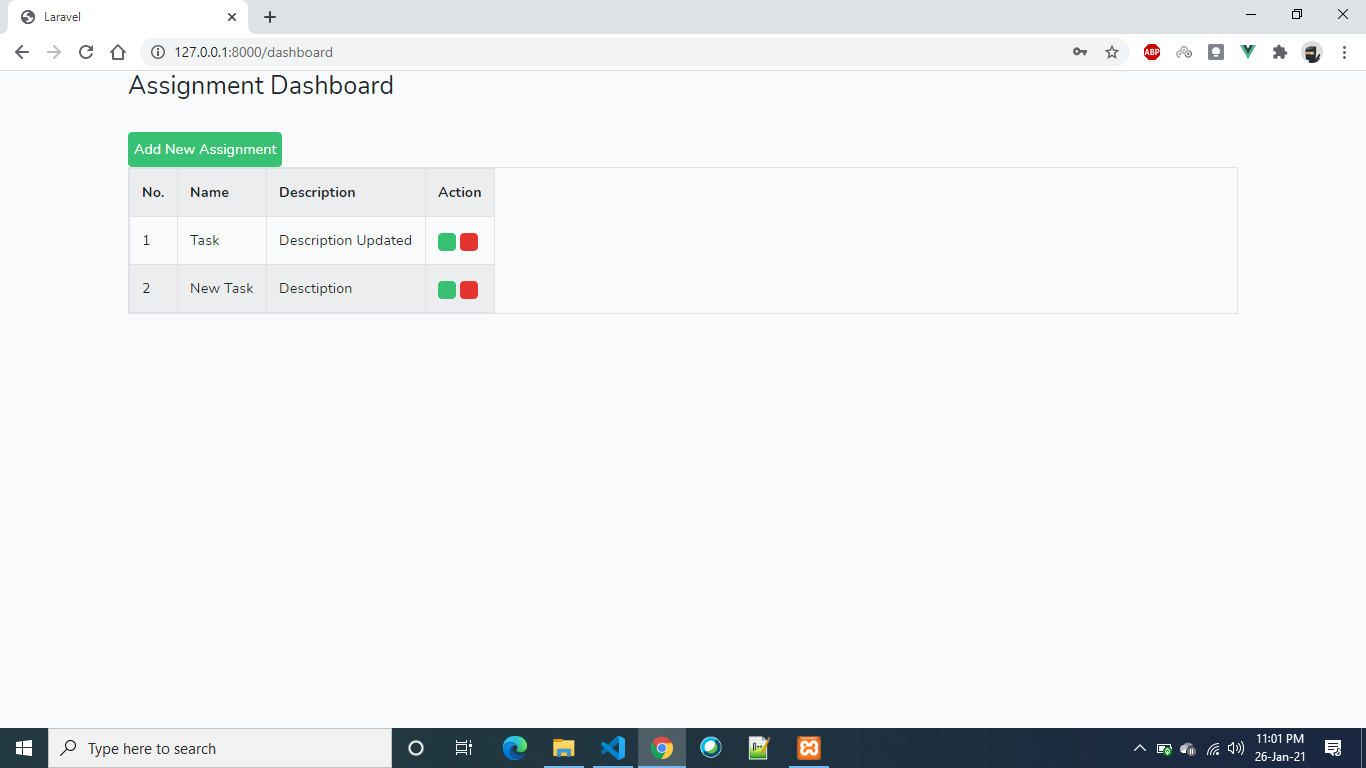 Laravel
127.0.0.1:8000/dashboard
ABP
Assignment Dashboard
Add New Assignment
No. Name Description Action
1 Task Description Updated
2 New Task Desctiption
Type here to search
11:01 PM
26-Jan-21